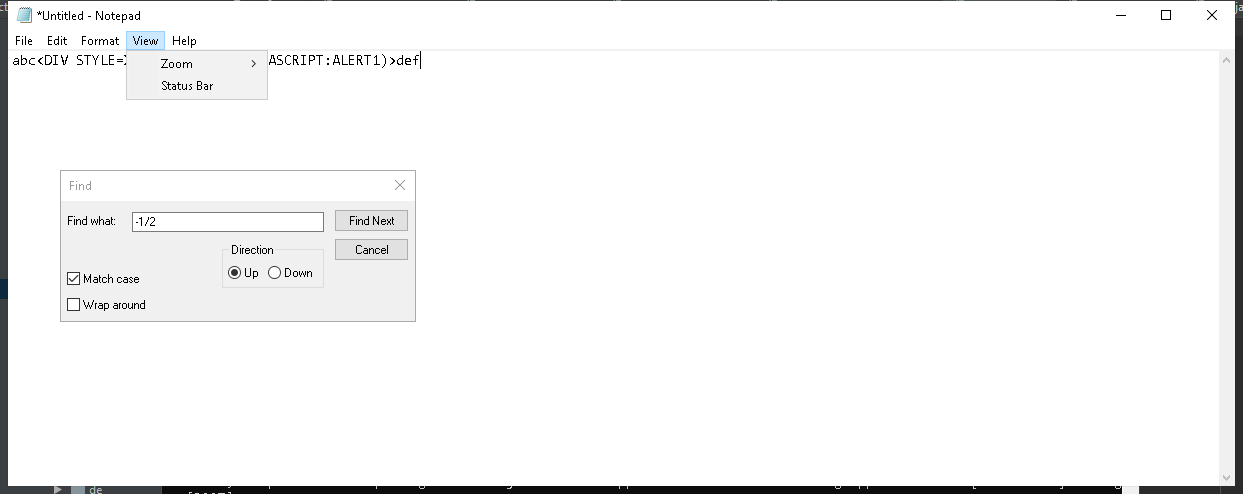 *Untitled - Notepad
File Edit Format View Help
abc<DIV STYLE= ASCRIPT:ALERT1)>def
Zoom
Status Bar
Find
Find what: -1/2 Find Next
Direction Cancel
Up Down
Match case
Wrap around
de